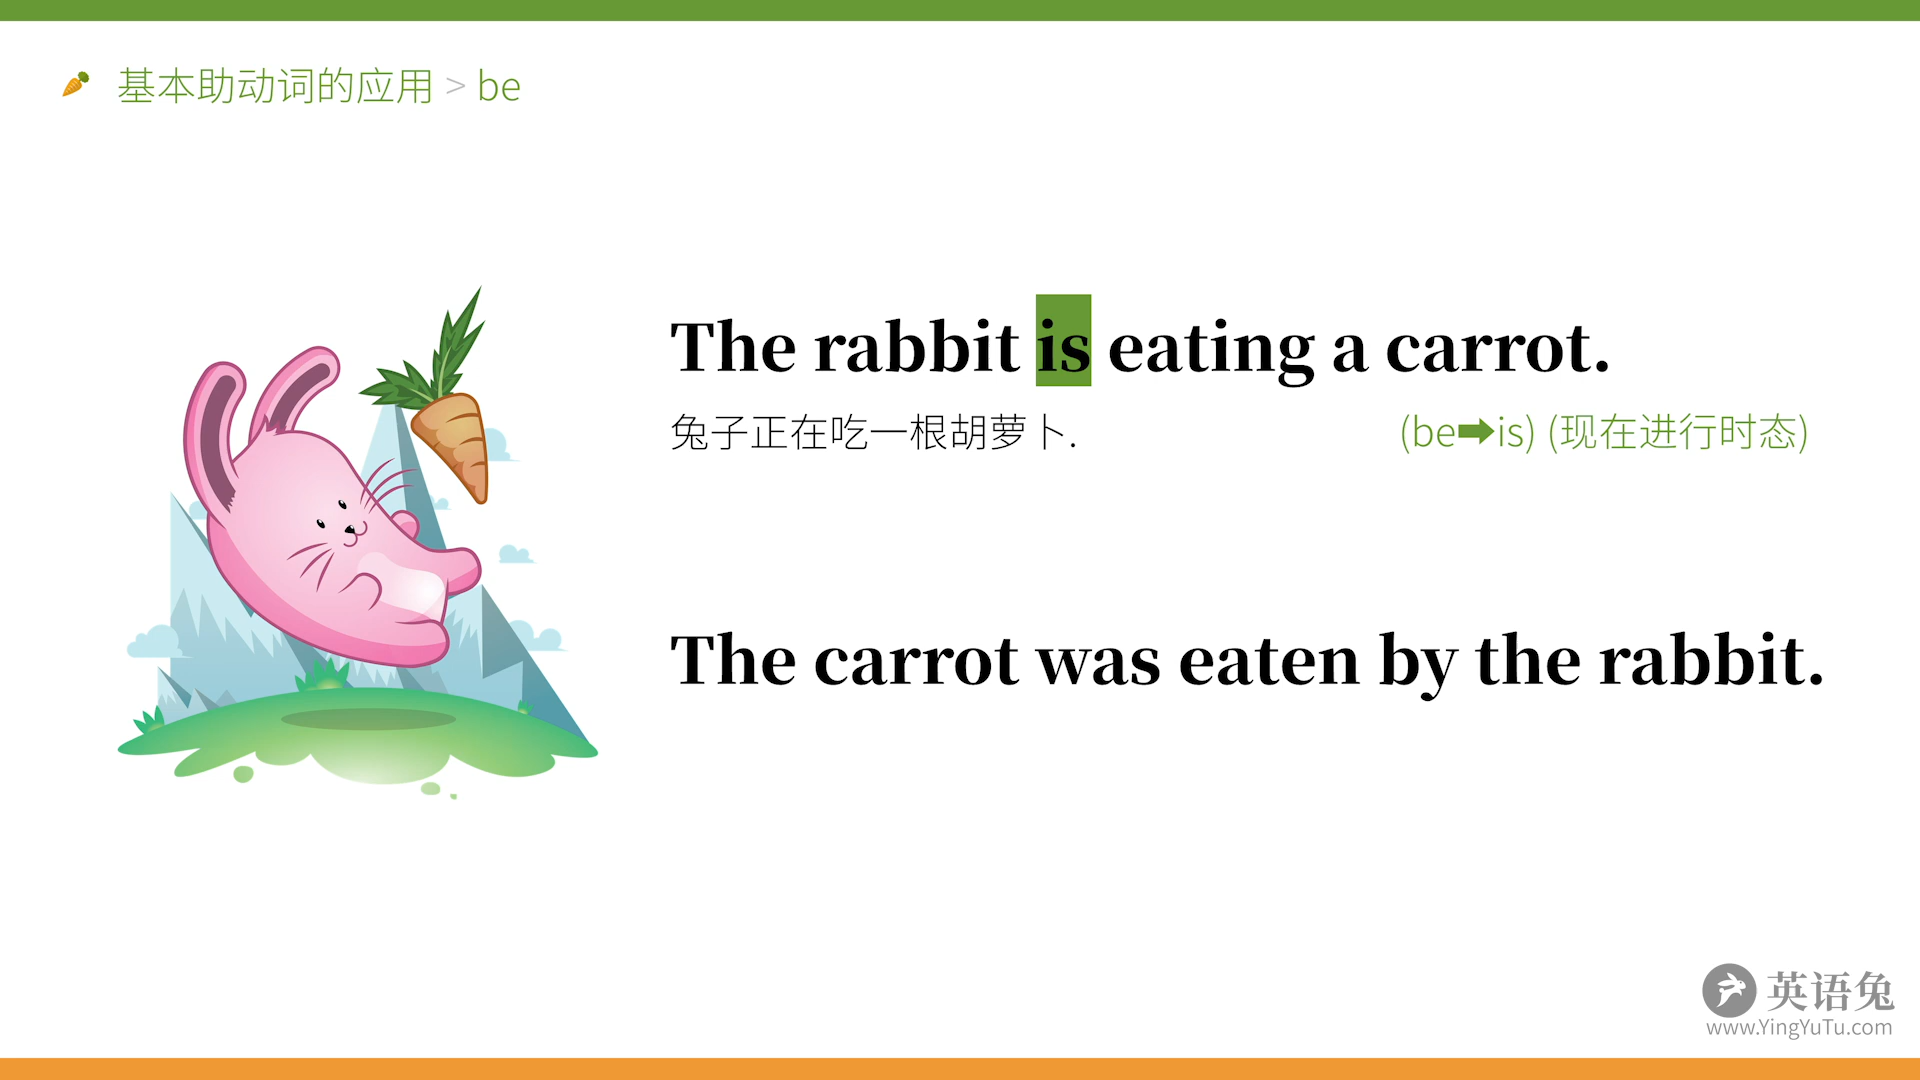 基本助动词的应用 > be
The rabbit is eating a carrot.
兔子正在吃一根胡萝卜.
(be➡is) (现在进行时态)
The carrot was eaten by the rabbit.
英语兔
www.YingYuTu.com